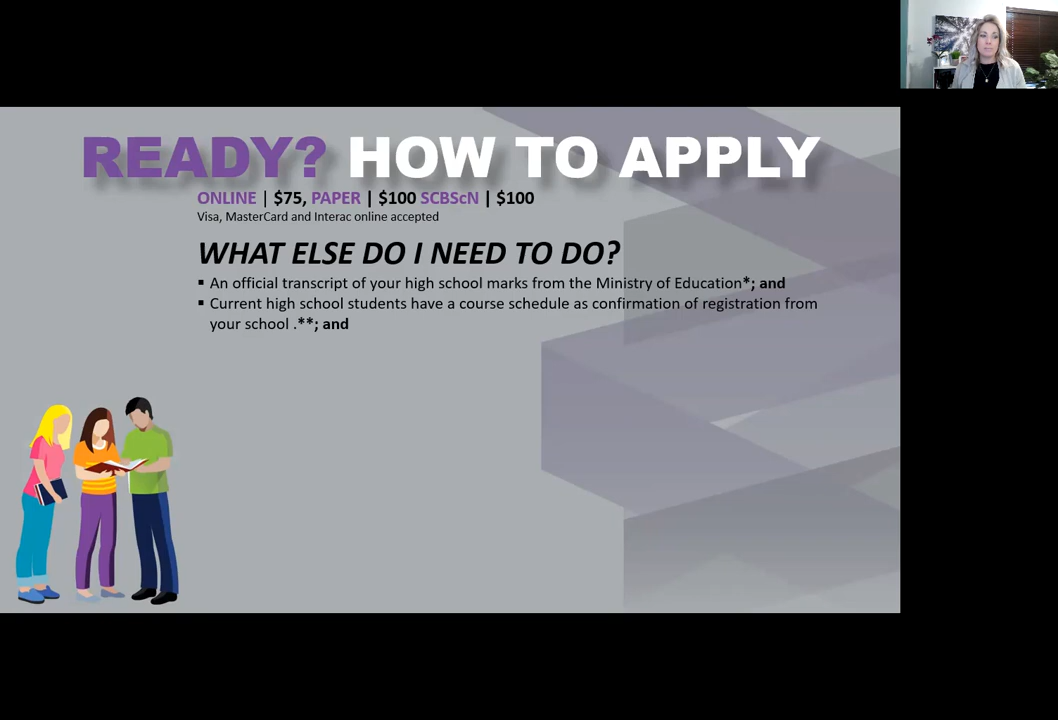 READY? HOW TO APPLY
ONLINE | $75, PAPER | $100 SCBScN | $100
Visa, MasterCard and Interac online accepted
WHAT ELSE DO I NEED TO DO?
▪ An official transcript of your high school marks from the Ministry of Education*; and
▪ Current high school students have a course schedule as confirmation of registration from
your school .**; and